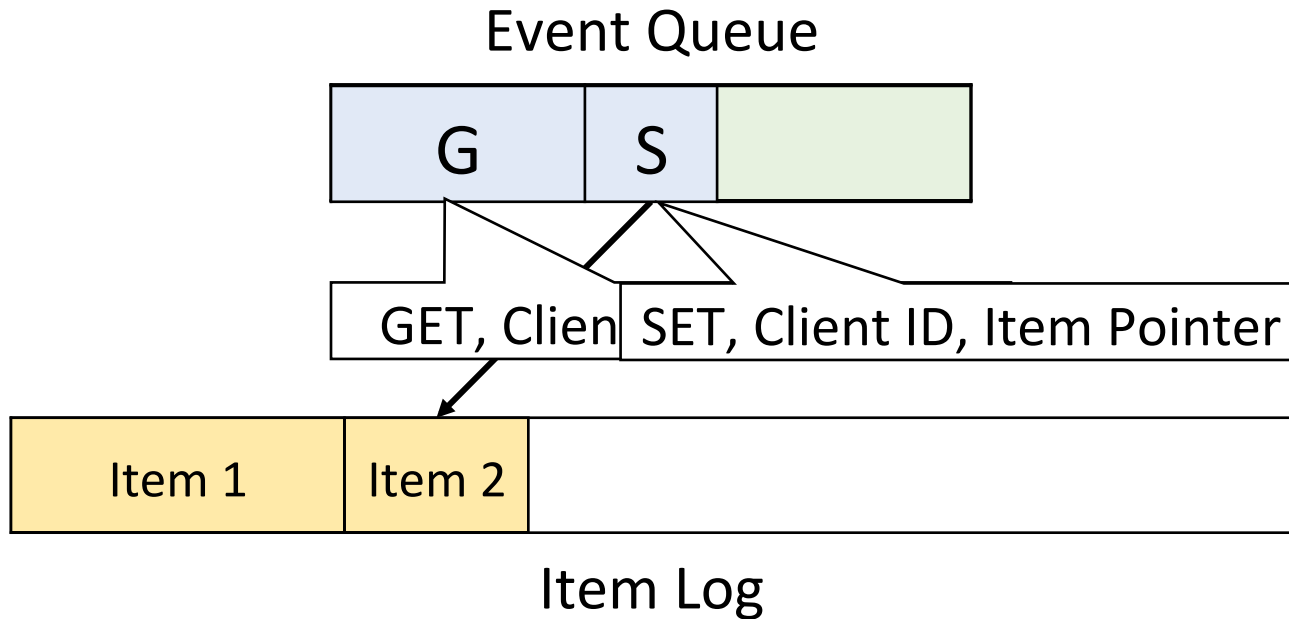 Event Queue
G S
GET, Clien
SET, Client ID, Item Pointer
Item 1 Item 2
Item Log